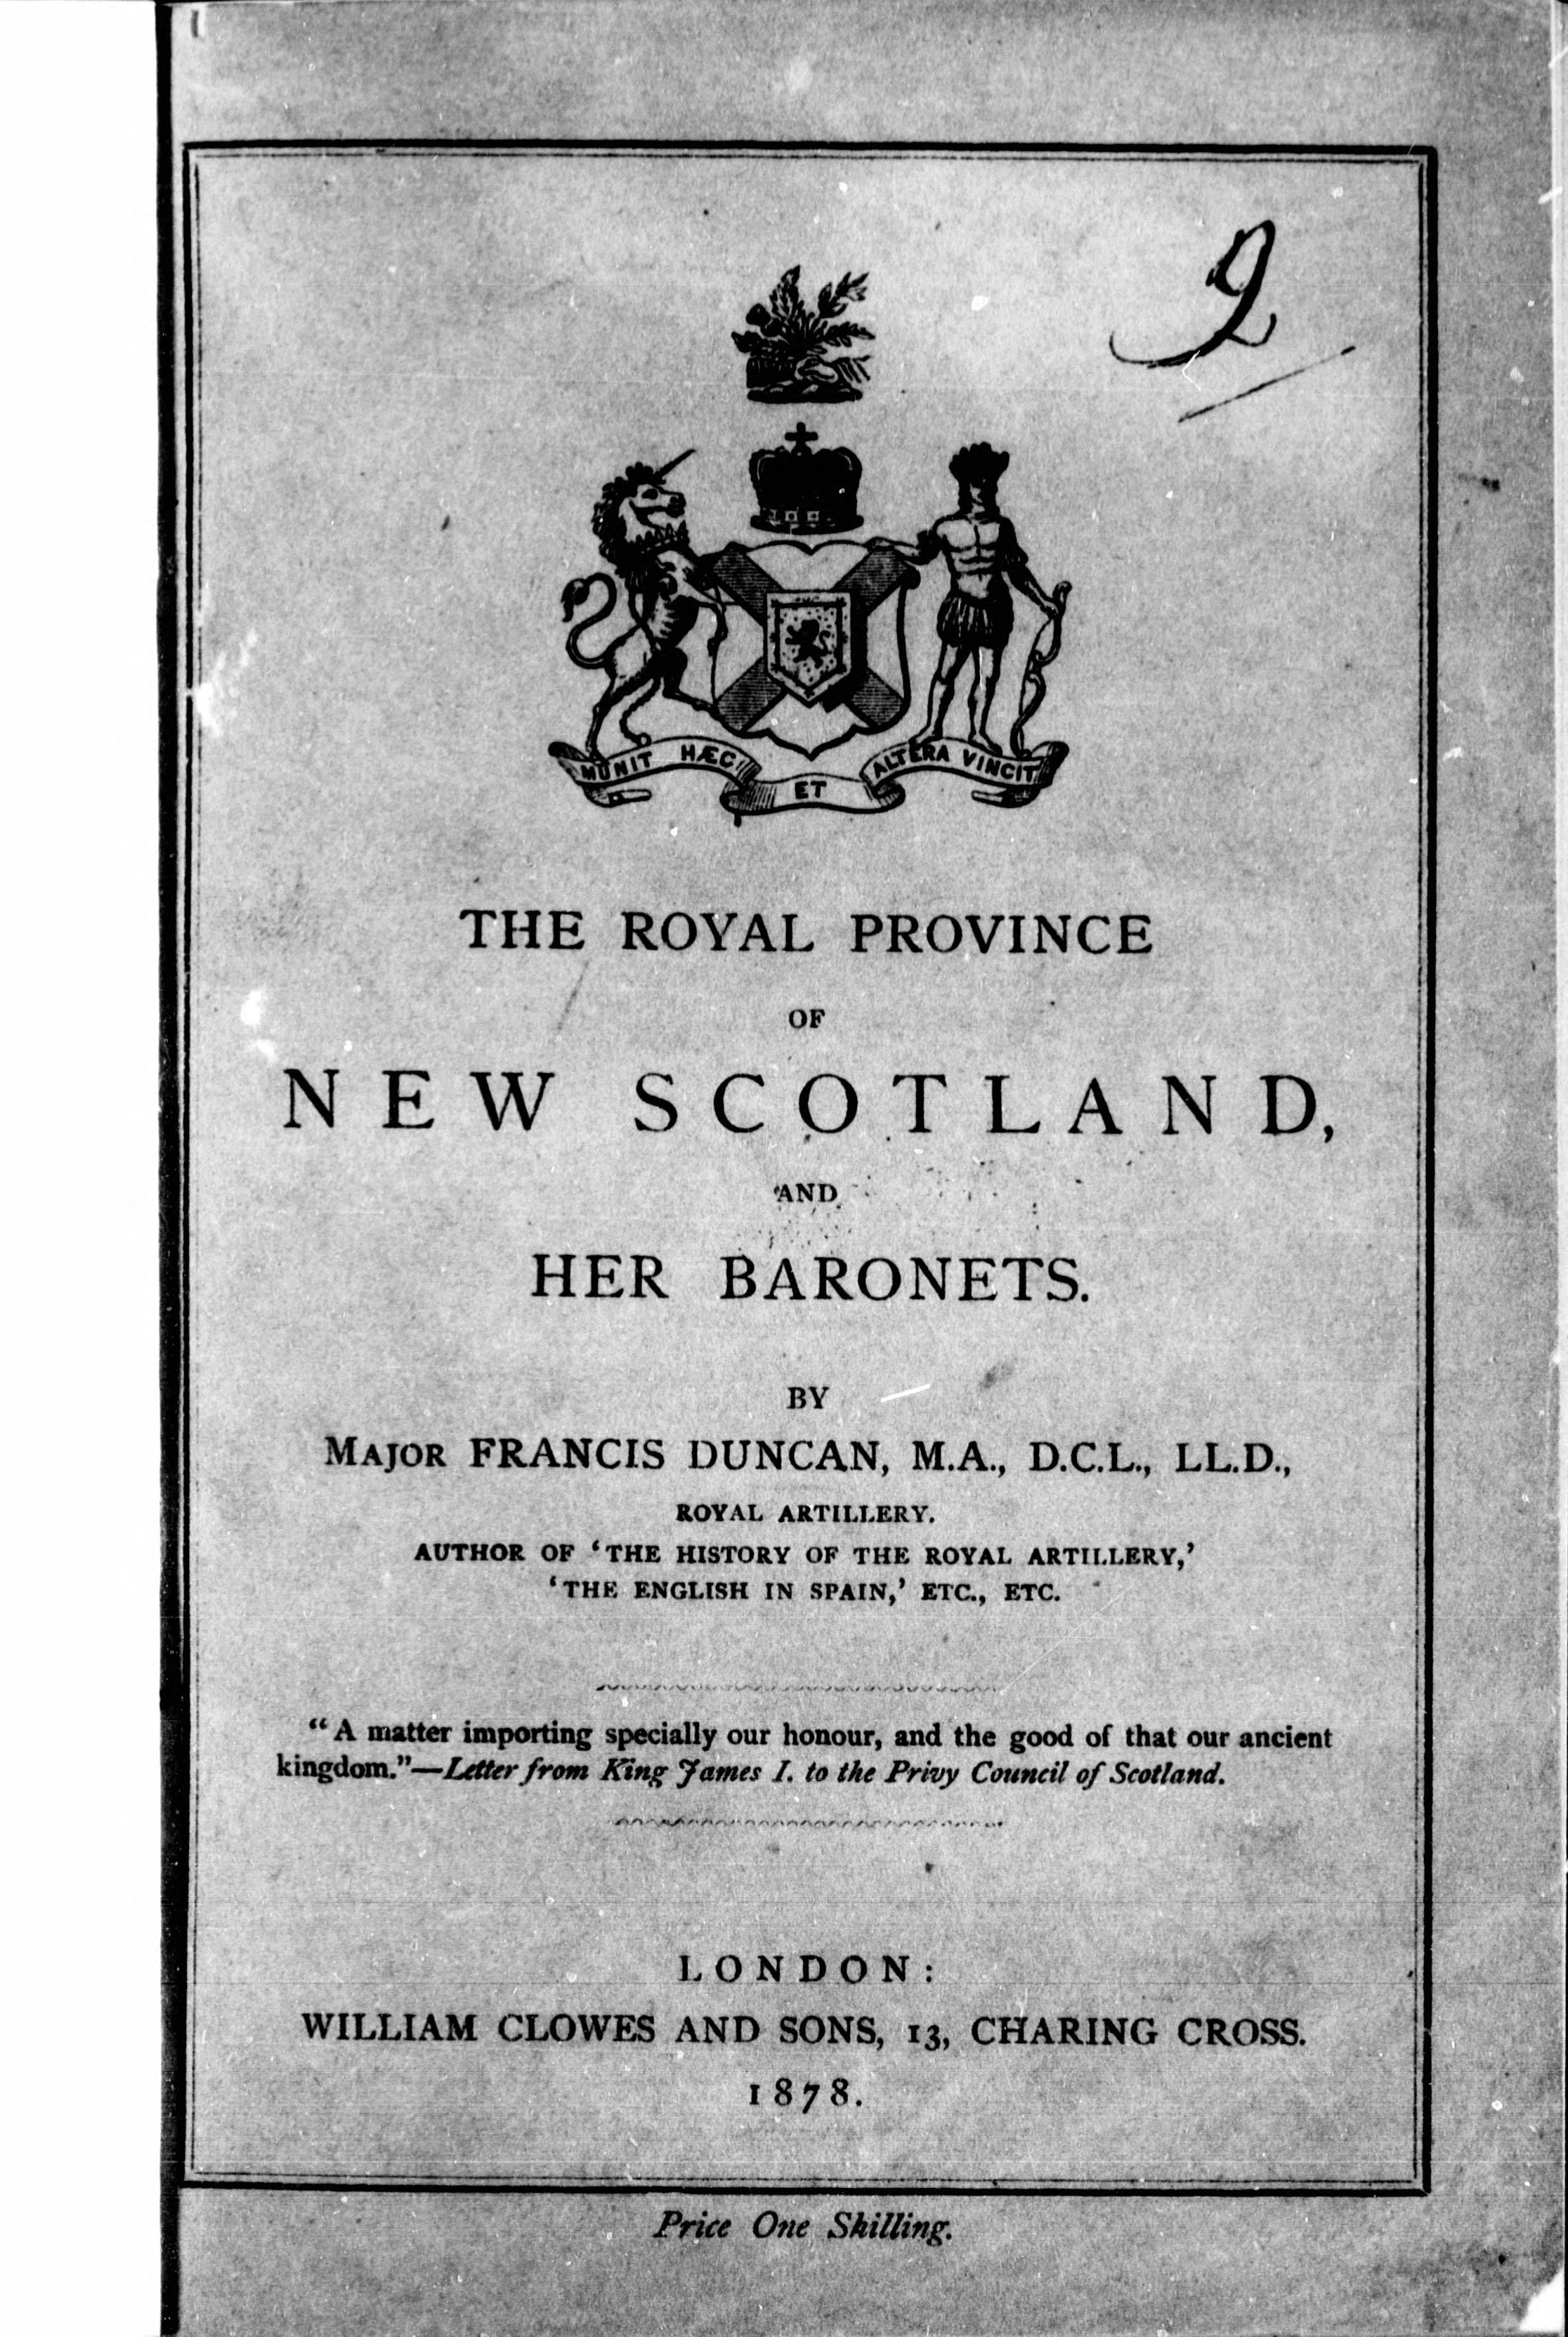 9
MUNIT HÆC ET ALTERA VINCIT
THE ROYAL PROVINCE
OF
NEW SCOTLAND,
AND
HER BARONETS.
BY
MAJOR FRANCIS DUNCAN, M.A., D.C.L., LL.D.,
ROYAL ARTILLERY.
AUTHOR OF ‘THE HISTORY OF THE ROYAL ARTILLERY,’
‘THE ENGLISH IN SPAIN,’ ETC., ETC.
“A matter importing specially our honour, and the good of that our ancient
kingdom.”—Letter from King James I. to the Privy Council of Scotland.
LONDON:
WILLIAM CLOWES AND SONS, 13, CHARING CROSS.
1878.
Price One Shilling.